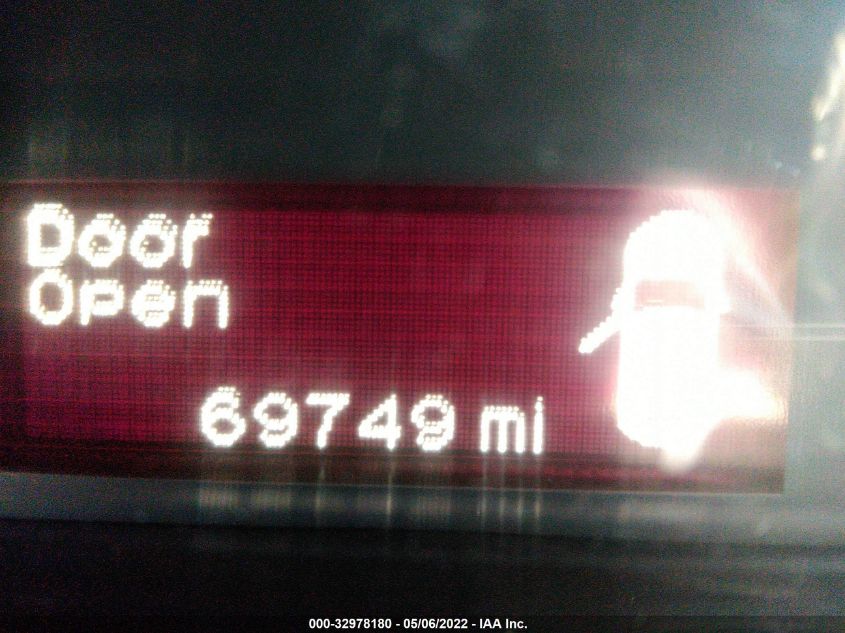 Door
Open
69749 mi
000-32978180 - 05/06/2022 - IAA Inc.